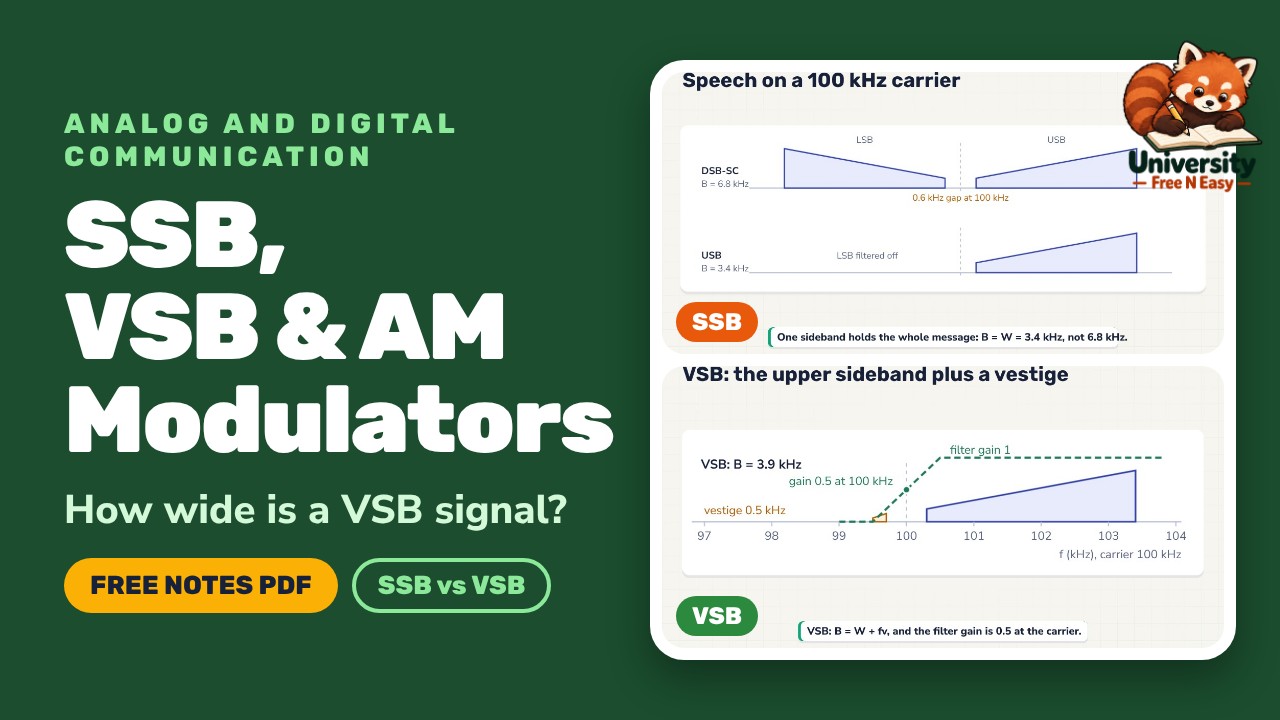 ANALOG AND DIGITAL
COMMUNICATION
SSB,
VSB & AM
Modulators
How wide is a VSB signal?
FREE NOTES PDF
SSB vs VSB
Speech on a 100 kHz carrier
LSB
USB
DSB-SC
B = 6.8 kHz
0.6 kHz gap at 100 kHz
USB
B = 3.4 kHz
LSB filtered off
SSB
One sideband holds the whole message: B = W = 3.4 kHz, not 6.8 kHz.
VSB: the upper sideband plus a vestige
filter gain 1
VSB: B = 3.9 kHz
gain 0.5 at 100 kHz
vestige 0.5 kHz
97 98 99 100 101 102 103 104
f (kHz), carrier 100 kHz
VSB
VSB: B = W + fv, and the filter gain is 0.5 at the carrier.
University
Free N Easy